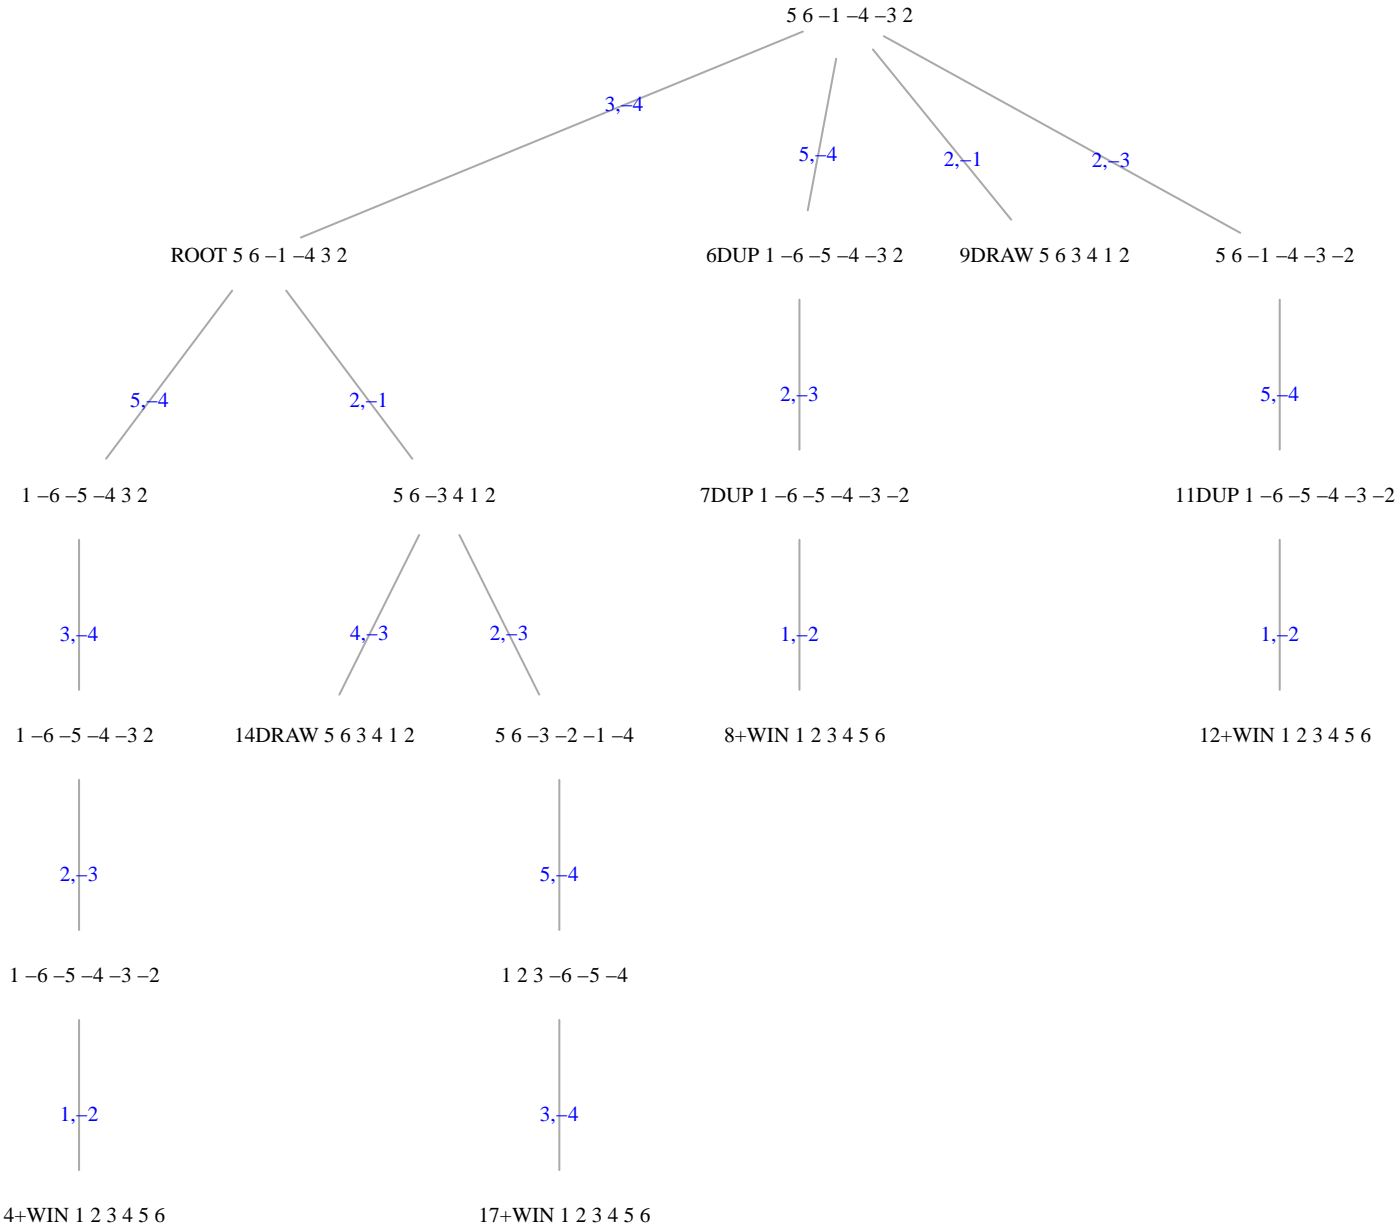 5 6 –1 –4 –3 2
3,–4
5,–4
2,–1
2,–3
ROOT 5 6 –1 –4 3 2
6DUP 1 –6 –5 –4 –3 2
9DRAW 5 6 3 4 1 2
5 6 –1 –4 –3 –2
5,–4
2,–1
2,–3
5,–4
1 –6 –5 –4 3 2
5 6 –3 4 1 2
7DUP 1 –6 –5 –4 –3 –2
11DUP 1 –6 –5 –4 –3 –2
3,–4
4,–3
2,–3
1,–2
1,–2
1 –6 –5 –4 –3 2
14DRAW 5 6 3 4 1 2
5 6 –3 –2 –1 –4
8+WIN 1 2 3 4 5 6
12+WIN 1 2 3 4 5 6
2,–3
5,–4
1 –6 –5 –4 –3 –2
1 2 3 –6 –5 –4
1,–2
3,–4
4+WIN 1 2 3 4 5 6
17+WIN 1 2 3 4 5 6